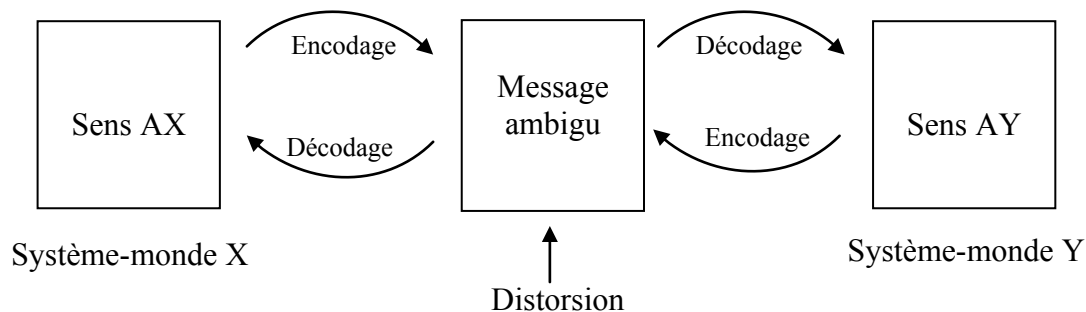 Encodage
Décodage
Sens AX
Message
ambigu
Sens AY
Décodage
Encodage
Système-monde X
Système-monde Y
Distorsion